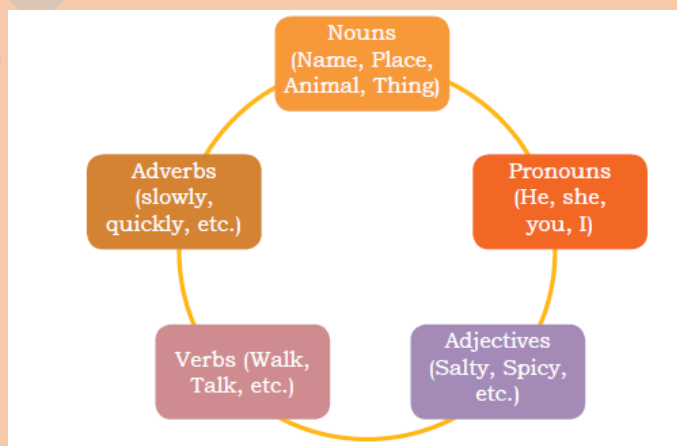 Nouns
(Name, Place,
Animal, Thing)
Pronouns
(He, she,
you, I)
Adjectives
(Salty, Spicy,
etc.)
Verbs (Walk,
Talk, etc.)
Adverbs
(slowly,
quickly, etc.)